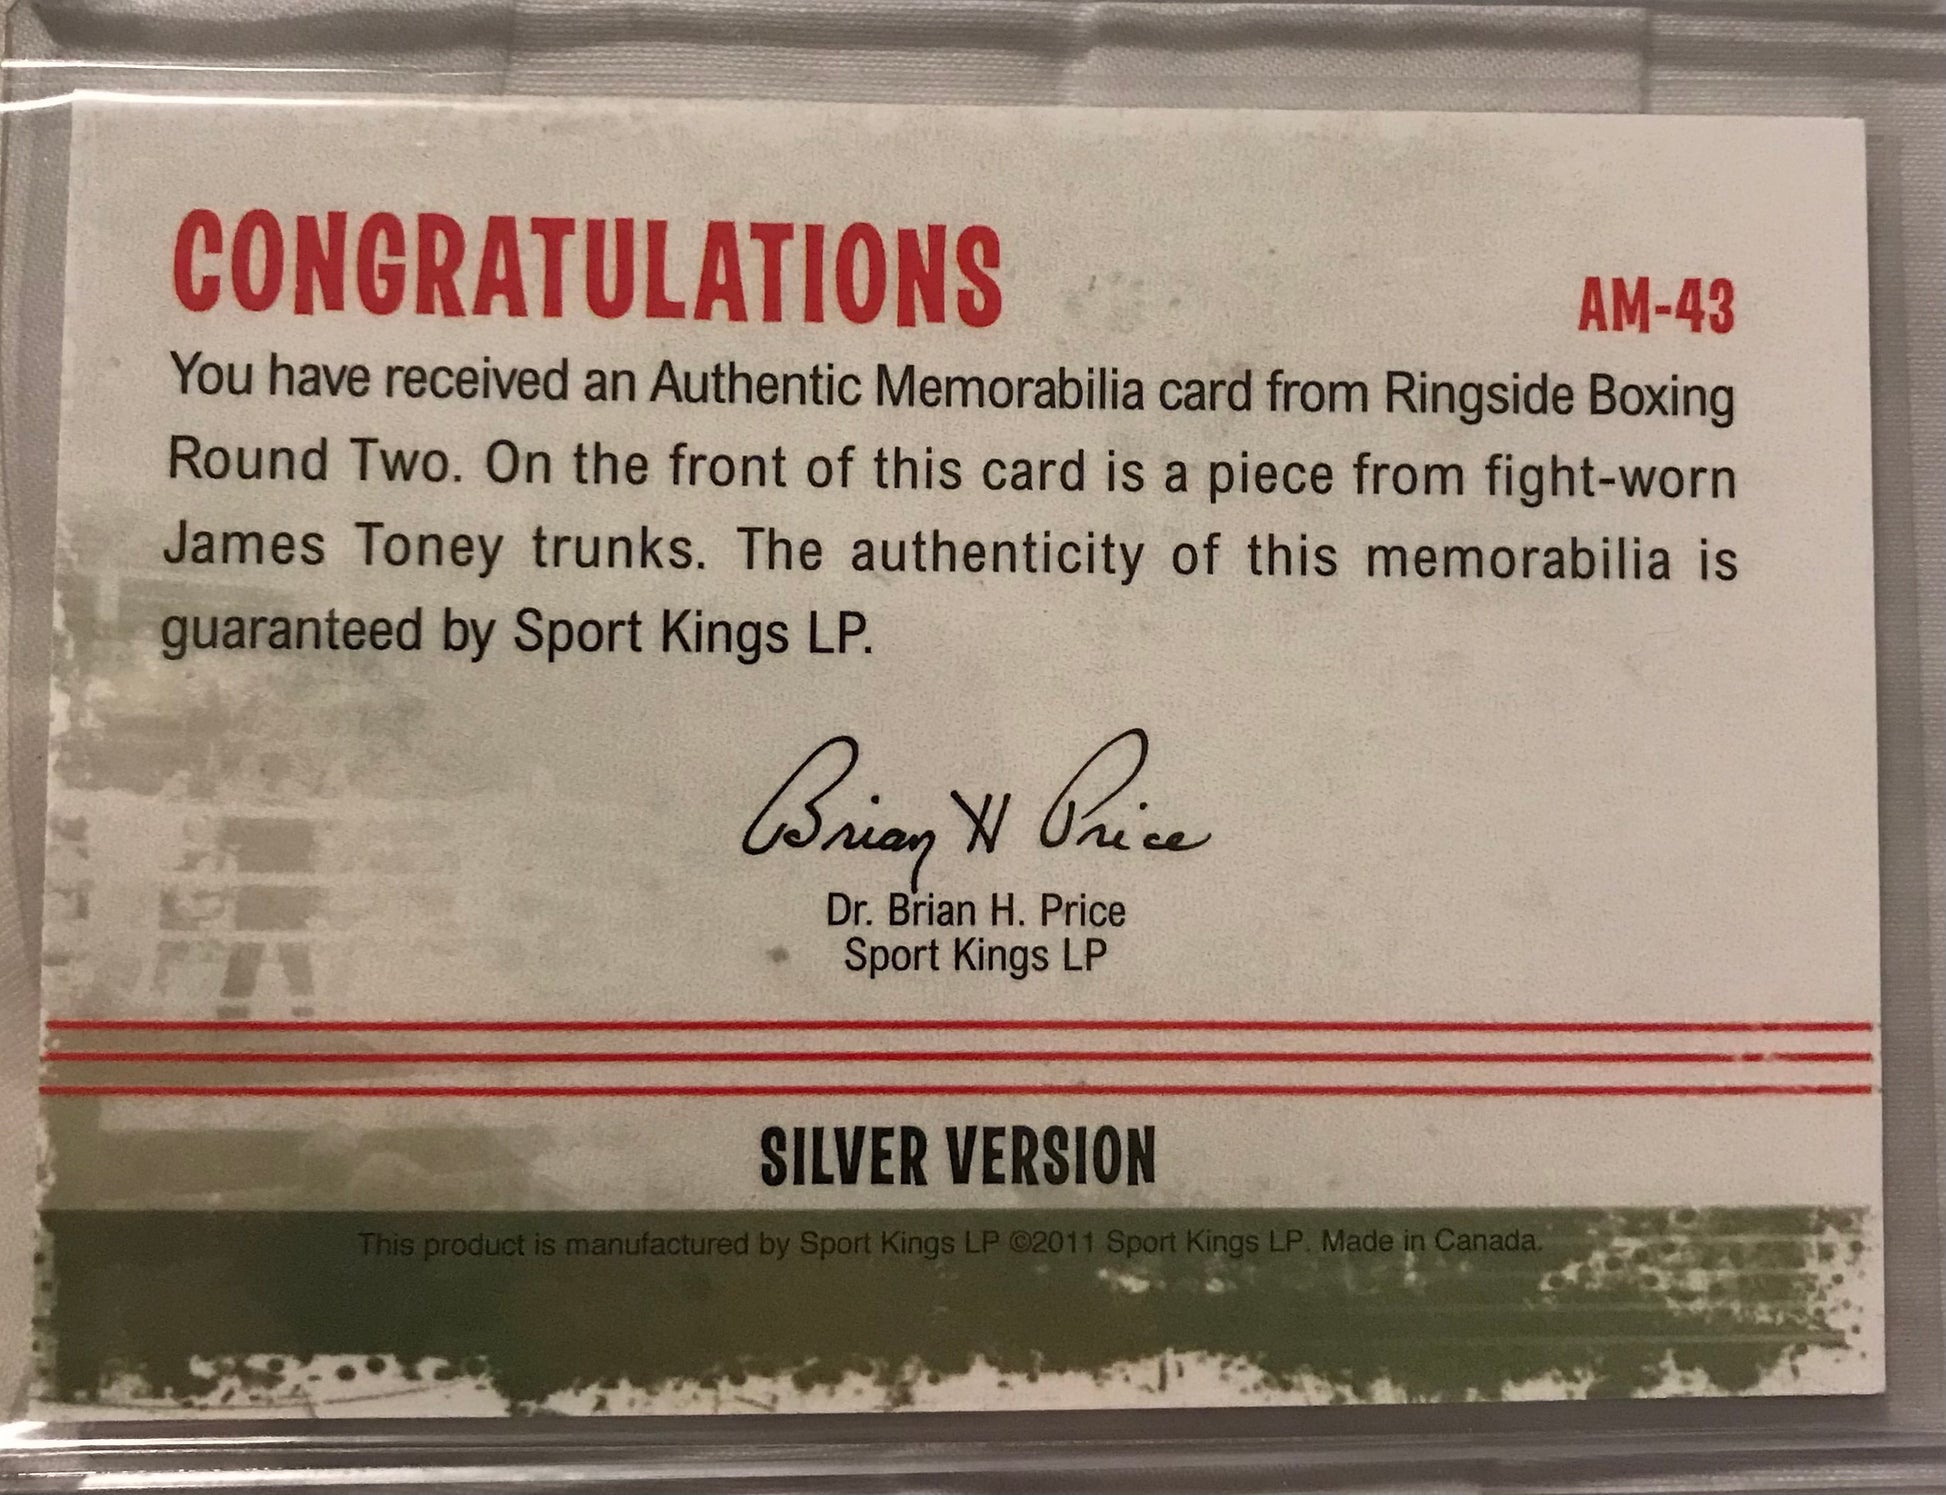 CONGRATULATIONS
AM-43
You have received an Authentic Memorabilia card from Ringside Boxing
Round Two. On the front of this card is a piece from fight-worn
James Toney trunks. The authenticity of this memorabilia is
guaranteed by Sport Kings LP.
Brian H Price
Dr. Brian H. Price
Sport Kings LP
SILVER VERSION
This product is manufactured by Sport Kings LP ©2011 Sport Kings LP. Made in Canada.